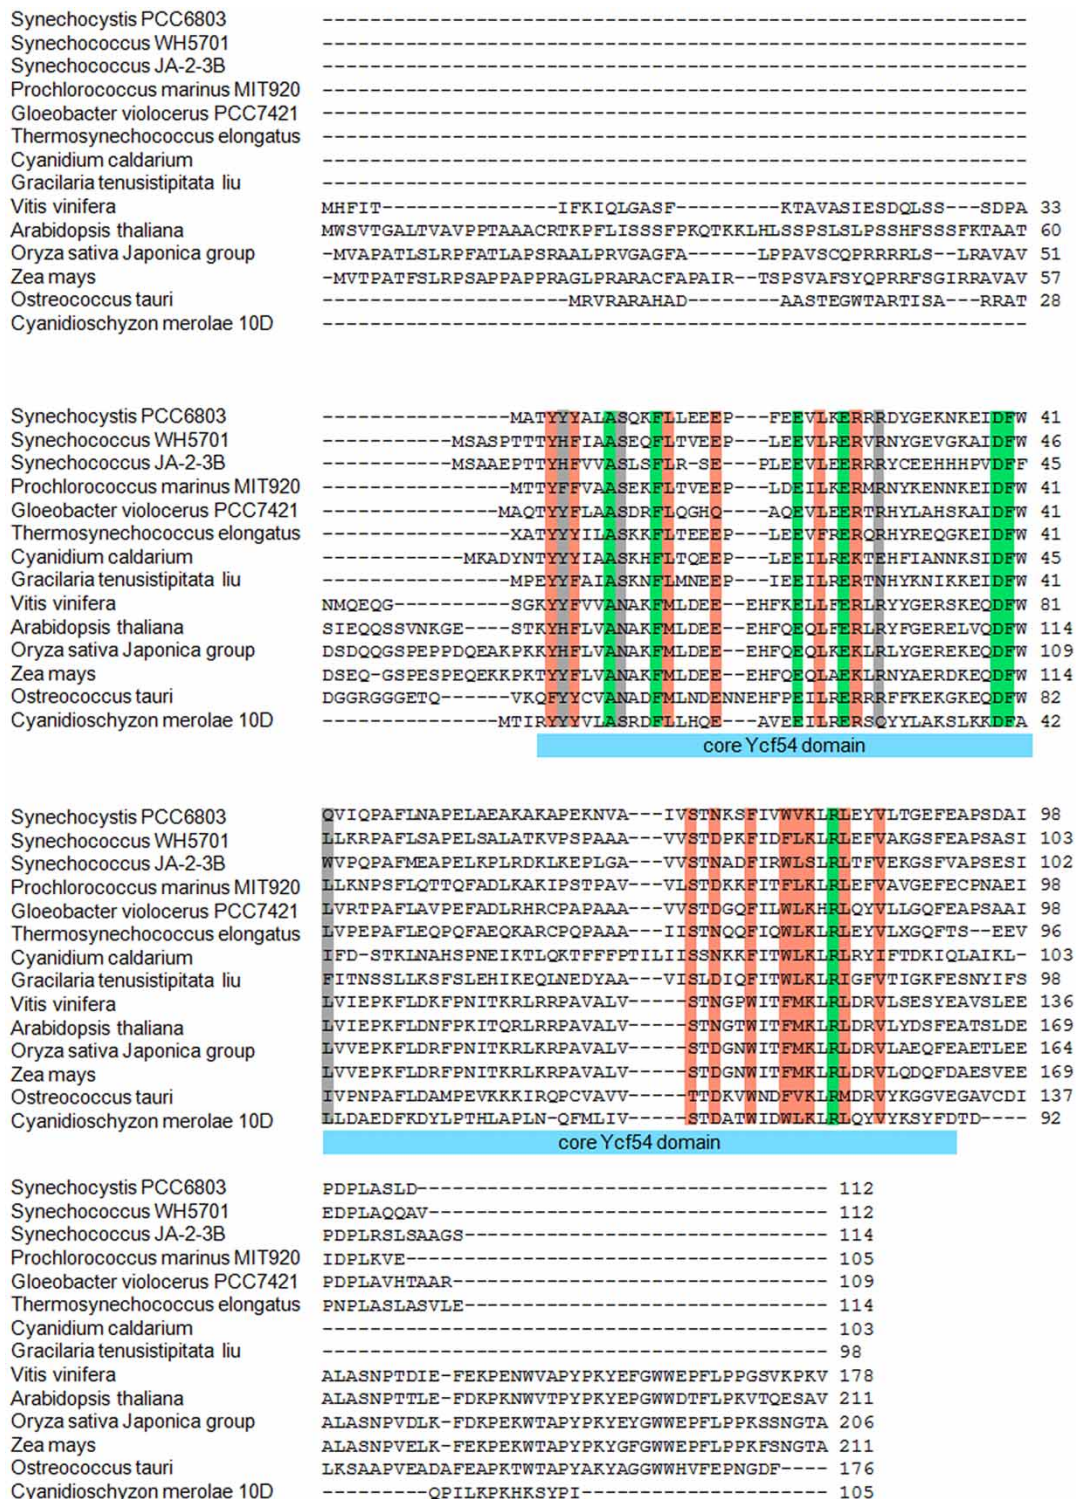 Synechocystis PCC6803 ------------------------------------------------------------
Synechococcus WH5701 ------------------------------------------------------------
Synechococcus JA-2-3B ------------------------------------------------------------
Prochlorococcus marinus MIT920 ------------------------------------------------------------
Gloeobacter violocerus PCC7421 ------------------------------------------------------------
Thermosynechococcus elongatus ------------------------------------------------------------
Cyanidium caldarium ------------------------------------------------------------
Gracilaria tenusistipitata liu ------------------------------------------------------------
Vitis vinifera MHFIT---------------IFKIQLGASF---------KTAVASIESDQLSS---SDPA 33
Arabidopsis thaliana MWSVTGALTVAVPPTAAACRTKPFLISSSFPKQTKKLHLSSPSLSLPSSHFSSSFKTAAT 60
Oryza sativa Japonica group -MVAPATLSLRPFATLAPSRAALPRVGAGFA------LPPAVSCQPRRRRLS--LRAVAV 51
Zea mays -MVTPATFSLRPSAPPAPPRAGLPRARACFAPAIR--TSPSVAFSYQPRRFSGIRRAVAV 57
Ostreococcus tauri ---------------------MRVRARAHAD--------AASTEGWTARTISA---RRAT 28
Cyanidioschyzon merolae 10D ------------------------------------------------------------
Synechocystis PCC6803 ----------------MATYYYALASQKFLLEEEP---FEEVLKERRRDYGEKNKEIDFW 41
Synechococcus WH5701 -----------MSASPTTTYHFIAASEQFLTVEEP---LEEVLRERVRNYGEVGKAIDFW 46
Synechococcus JA-2-3B -----------MSAAEPTTYHFVVASLSFLR-SE---PLEEVLEERRRYCEEHHHPVDFF 45
Prochlorococcus marinus MIT920 ----------------MTTYFFVAASEKFLTVEEP---LDEILKERMRNYKENNKEIDFW 41
Gloeobacter violocerus PCC7421 ---------------MAQTYYFLAASDRFLQGHQ----AQEVLEERTRHYLAHSKAIDFW 41
Thermosynechococcus elongatus ----------------XATYYYILASKKFLTEEEP---LEEVFRERQRHYREQGKEIDFW 41
Cyanidium caldarium ------------MKADYNTYYYIAASKHFLTQEEP---LEEILRERCKTEHFIANNKSIDFW 45
Gracilaria tenusistipitata liu ----------------MPEYYFAIASKNFLMNEEP---IEEILRERTNHYKNIKKEIDFW 41
Vitis vinifera NMQEQG----------SGKYYFVVANAKFMLDEE--EHFKELLFERLRYYGERSKEQDFW 81
Arabidopsis thaliana SIEQQSSVNKGE----STKYHFLVANAKFMLDEE--EHFQEQLFERLRYFGERELVQDFW 114
Oryza sativa Japonica group DSDQQGSPEPPDQEAKPKKYHFLVANAKFMLDEE--EHFQEQLKEKLRLYGEREKEQDFW 109
Zea mays DSEQ-GSPESPEQEKKPKTYHFLVANAKFMLDEE--EHFQEQLAEKLRNYAERDKEQDFW 114
Ostreococcus tauri DGGRGGGETQ------VKQFYYCVANADFMLNDENNEHFPEILRERRRFFKEKGKEQDFW 82
Cyanidioschyzon merolae 10D ---------------MTIRYYYVLASRDFLLHQE----AVEEILRERSQYYLAKSLKKDFA 42
core Ycf54 domain
Synechocystis PCC6803 QVIQPAFLNAPELAEAKAKAPEKNVA---IVSTNKSFIVWVKLRLEYVLTGEFEAPSDAI 98
Synechococcus WH5701 LLKRPAFLSAPELSALATKVPSPAAA---VVSTDPKFIDFLKLRLEFVAKGSFVAPSASI 103
Synechococcus JA-2-3B WVPQPAFMEAPELKPLRDKLKEPLGA---VVSTNADFIRWLSLRLTFVEKGSFVAPSESI 102
Prochlorococcus marinus MIT920 LLKNPSFLQTTQFADLKAKIPSTPAV---VLSTDKKFITFLKLRLEFVAVGEFECPNAEI 98
Gloeobacter violocerus PCC7421 LVRTPAFLAVPEFADLRHRCPAPAAA---VVSTDGQFILWLKHRLQYVLLGQFEAPSAAI 98
Thermosynechococcus elongatus LVPEPAFLEQPQFAEQKARCPQPAAA---IISTNQQFIQWLKLRLEYVLXGQFTS--EEV 96
Cyanidium caldarium IFD-STKLNAHSPNEIKTLQKTFFFPTILIISSNKKFITWLKLRLRYIFTDKIQLAIKL- 103
Gracilaria tenusistipitata liu FITNSSLLKSFSLEHIKEQLNEDYAA---VISLDIQFITWLKLRIGFVTIGKFESNYIFS 98
Vitis vinifera LVIEPKFLDKFPNITKRLRRPAVALV-----STNGPWITFMKLRLDRVLSESYEAVSLEE 136
Arabidopsis thaliana LVIEPKFLDNFPKITQRLRRPAVALV-----STNGTWITFMKLRLDRVLYDSFEATSLDE 169
Oryza sativa Japonica group LVVEPKFLDRFPNITKRLKRPAVALV-----STDGNWITFMKLRLDRVLAEQFEAETLEE 164
Zea mays LVVEPKFLDRFPNITKRLRRPAVALV-----STDGNWITFMKLRLDRVLQDQFDAESVEE 169
Ostreococcus tauri IVPNPAFLDAMPEVKKKIRQPCVAVV-----TTDKVWNDFVKLRMDRVYKGGVEGAVCDI 137
Cyanidioschyzon merolae 10D LLDAEDFKDYLPTHLAPLN-QFMLIV-----STDATWIDWLKLRLQYVYKSYFDTD---- 92
core Ycf54 domain
Synechocystis PCC6803 PDPLASLD----------------------------------- 112
Synechococcus WH5701 EDPLAQQAV---------------------------------- 112
Synechococcus JA-2-3B PDPLRSLSAAGS------------------------------- 114
Prochlorococcus marinus MIT920 IDPLKVE------------------------------------ 105
Gloeobacter violocerus PCC7421 PDPLAVHTAAR-------------------------------- 109
Thermosynechococcus elongatus PNPLASLASVLE------------------------------- 114
Cyanidium caldarium ------------------------------------------- 103
Gracilaria tenusistipitata liu ------------------------------------------- 98
Vitis vinifera ALASNPTDIE-FEKPENWVAPYPKYEFGWWEPFLPPGSVKPKV 178
Arabidopsis thaliana ALASNPTTLE-FDKPKNWVTPYPKYEPGWWDTFLPKVTQESAV 211
Oryza sativa Japonica group ALASNPVDLK-FDKPEKWTAPYPKYEYGWWEPFLPPKSSNGTA 206
Zea mays ALASNPVELK-FEKPEKWTAPYPKYGFGWWEPFLPPKFSNGTA 211
Ostreococcus tauri LKSAAPVEADAFEAPKTWTAPYAKYAGGWWHVFEPNGDF---- 176
Cyanidioschyzon merolae 10D ---------QPILKPKHKSYPI--------------------- 105